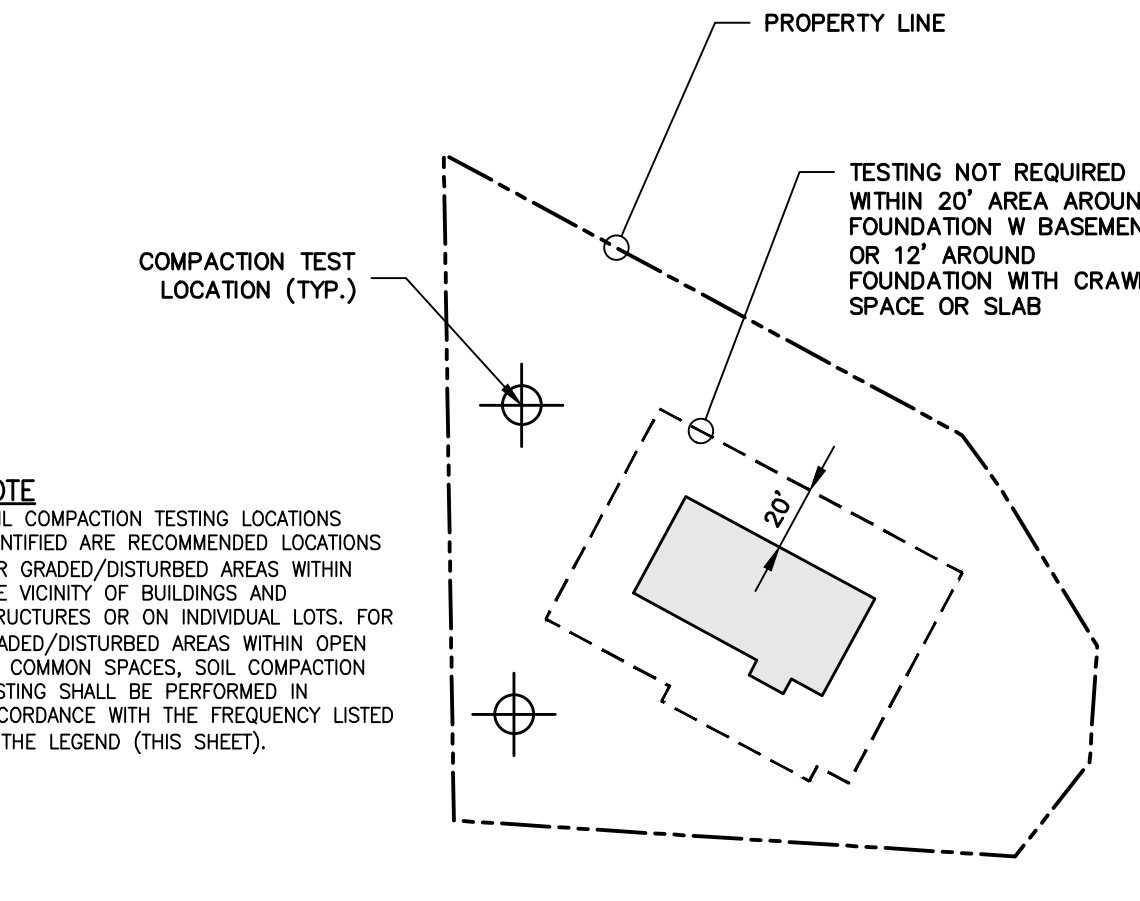 PROPERTY LINE
TESTING NOT REQUIRED
WITHIN 20' AREA AROUN
FOUNDATION W BASEMEN
OR 12' AROUND
FOUNDATION WITH CRAW
SPACE OR SLAB
COMPACTION TEST
LOCATION (TYP.)
20'
OTE
IL COMPACTION TESTING LOCATIONS
NTIFIED ARE RECOMMENDED LOCATIONS
R GRADED/DISTURBED AREAS WITHIN
E VICINITY OF BUILDINGS AND
RUCTURES OR ON INDIVIDUAL LOTS. FOR
ADED/DISTURBED AREAS WITHIN OPEN
COMMON SPACES, SOIL COMPACTION
STING SHALL BE PERFORMED IN
CORDANCE WITH THE FREQUENCY LISTED
THE LEGEND (THIS SHEET).